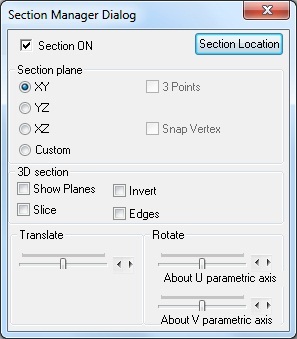 Section Manager Dialog
Section ON
Section Location
Section plane
XY
3 Points
YZ
XZ
Snap Vertex
Custom
3D section
Show Planes
Invert
Slice
Edges
Translate
Rotate
About U parametric axis
About V parametric axis